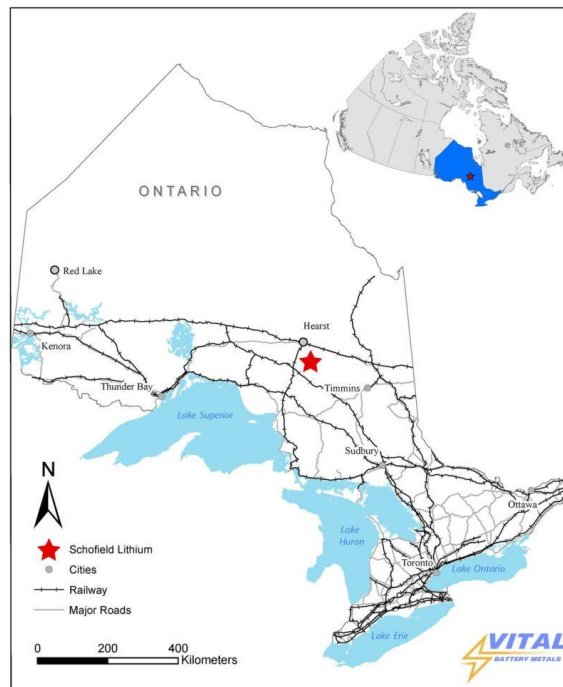 ONTARIO
Red Lake
Hearst
Kenora
Thunder Bay
Timmins
Lake Superior
Sudbury
Ottawa
Lake
Huron
Toronto
Lake Ontario
Lake Erie
N
Schofield Lithium
Cities
Railway
Major Roads
0 200 400
Kilometers
VITAL
BATTERY METALS